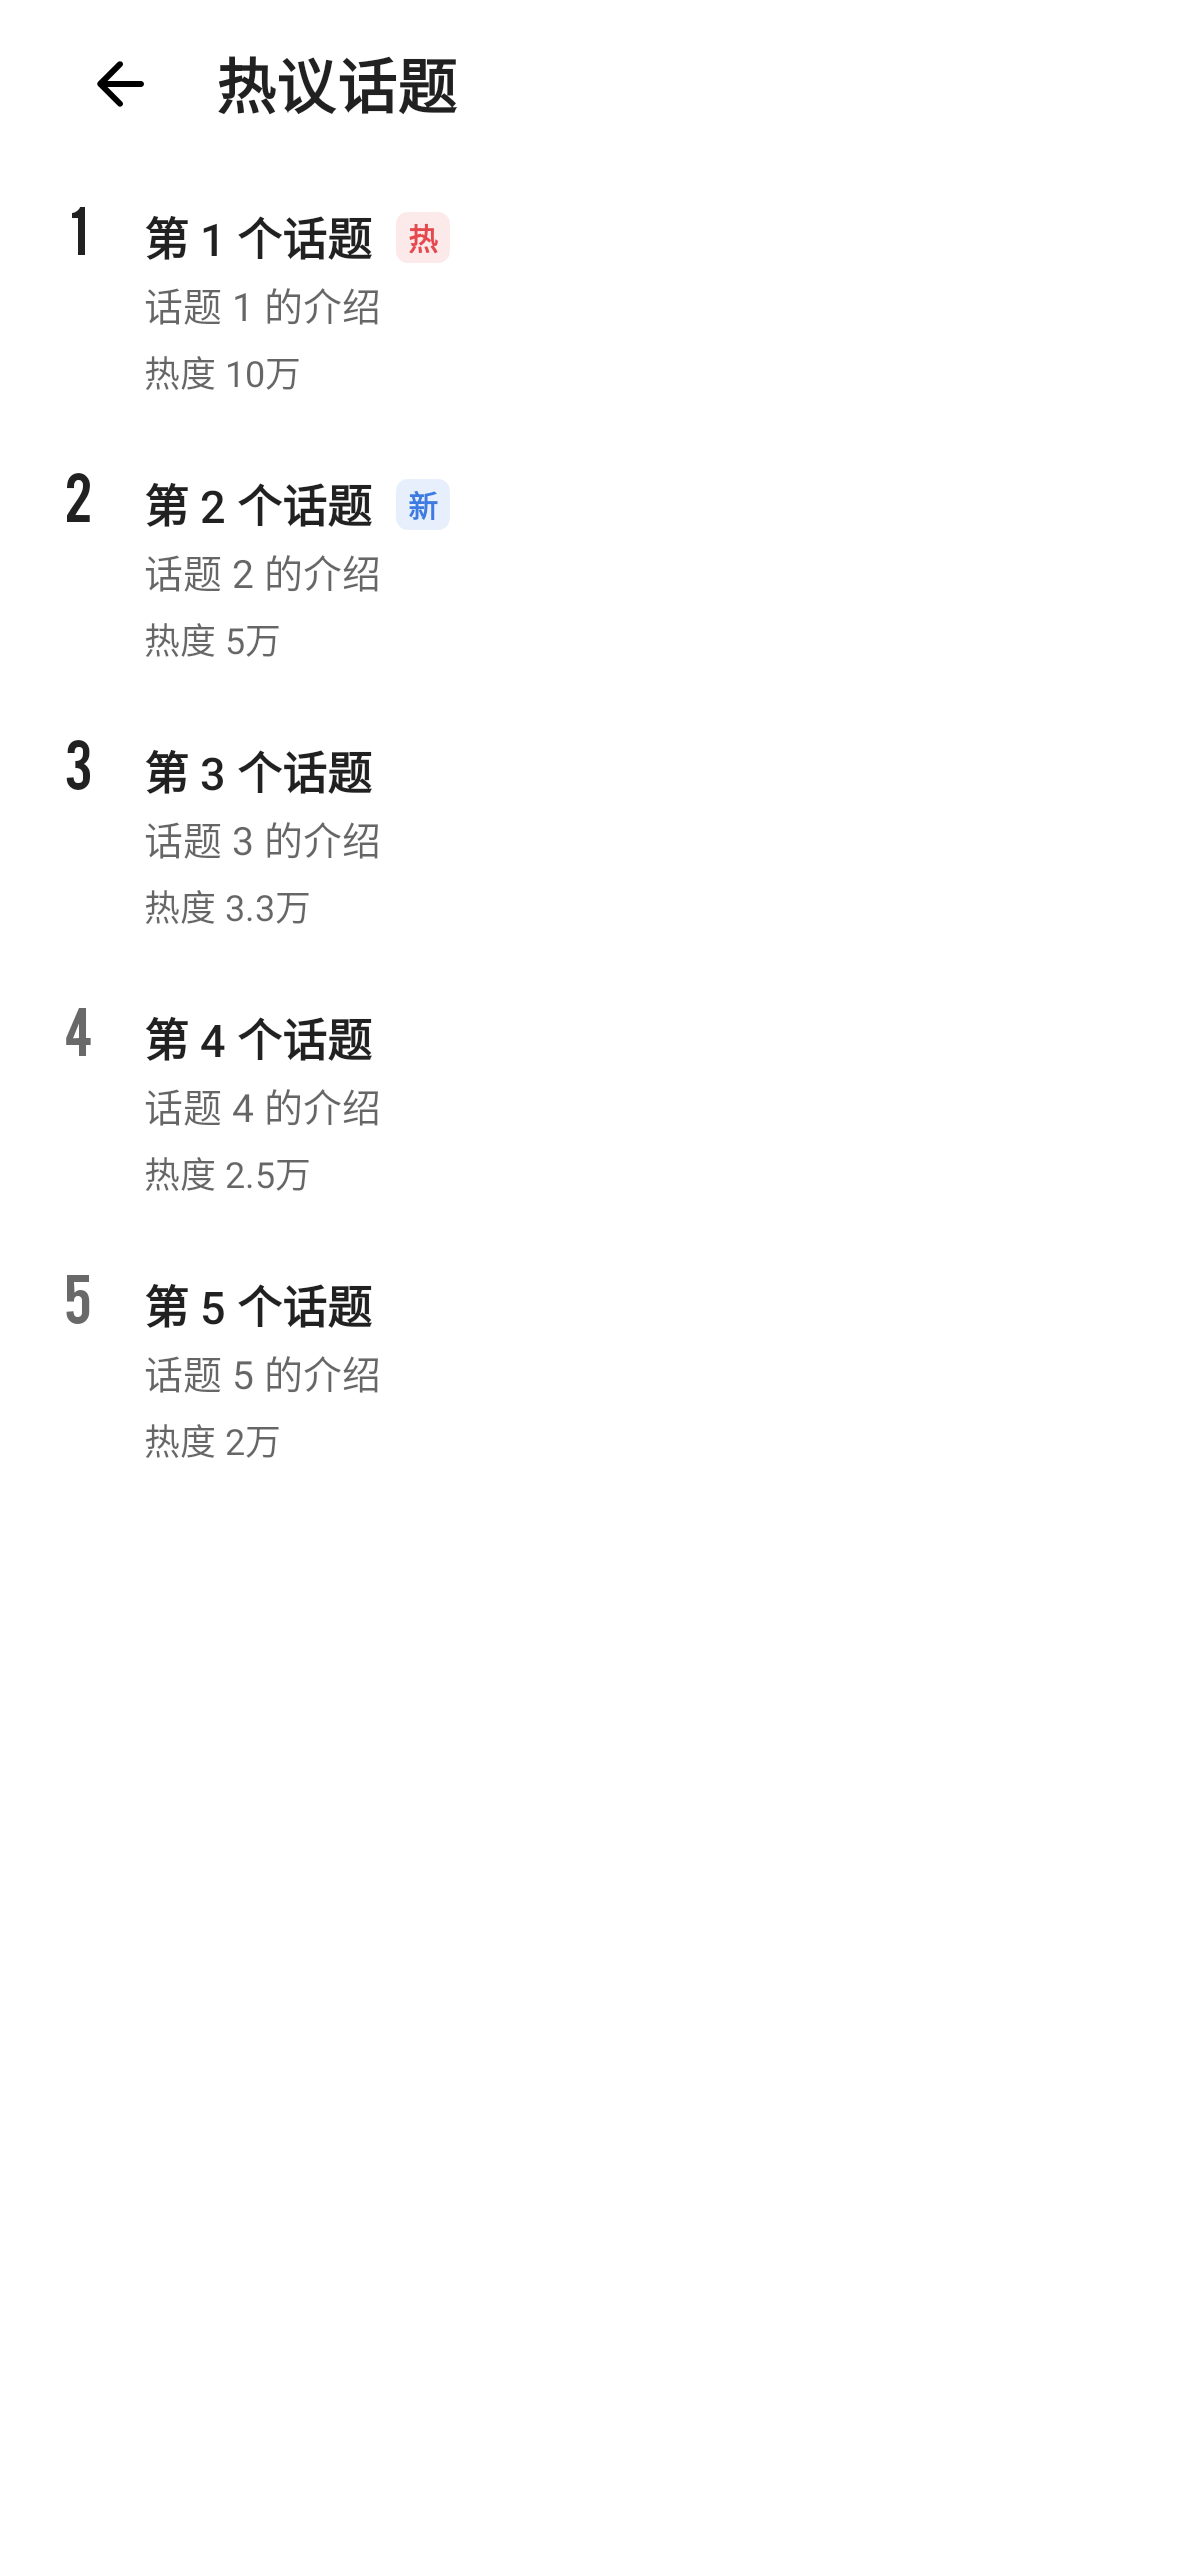 热议话题
1 第 1 个话题 热
话题 1 的介绍
热度 10万
2 第 2 个话题 新
话题 2 的介绍
热度 5万
3 第 3 个话题
话题 3 的介绍
热度 3.3万
4 第 4 个话题
话题 4 的介绍
热度 2.5万
5 第 5 个话题
话题 5 的介绍
热度 2万